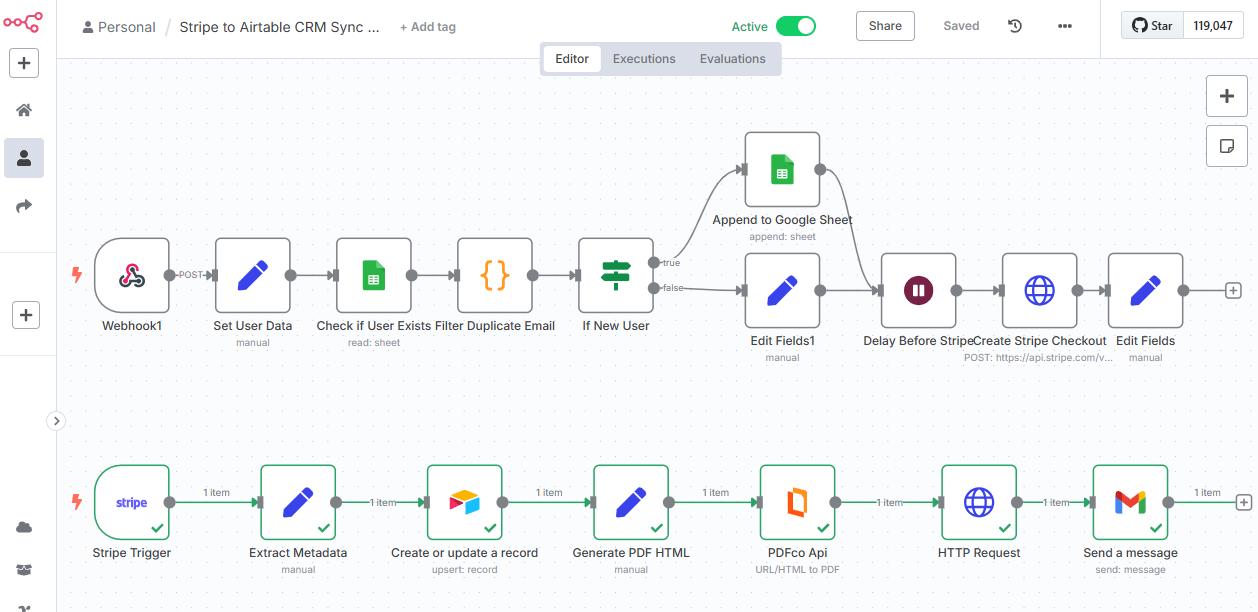 Personal / Stripe to Airtable CRM Sync ... + Add tag
Active
Share
Saved
Star
119,047
Editor
Executions
Evaluations
Append to Google Sheet
append: sheet
POST
true
false
Webhook1
Set User Data
manual
Check if User Exists
read: sheet
Filter Duplicate Email
If New User
Edit Fields1
manual
Delay Before Stripe
Create Stripe Checkout
POST: https://api.stripe.com/v...
Edit Fields
manual
1 item
1 item
1 item
1 item
1 item
1 item
1 item
stripe
Stripe Trigger
Extract Metadata
manual
Create or update a record
upsert: record
Generate PDF HTML
manual
PDFco Api
URL/HTML to PDF
HTTP Request
Send a message
send: message